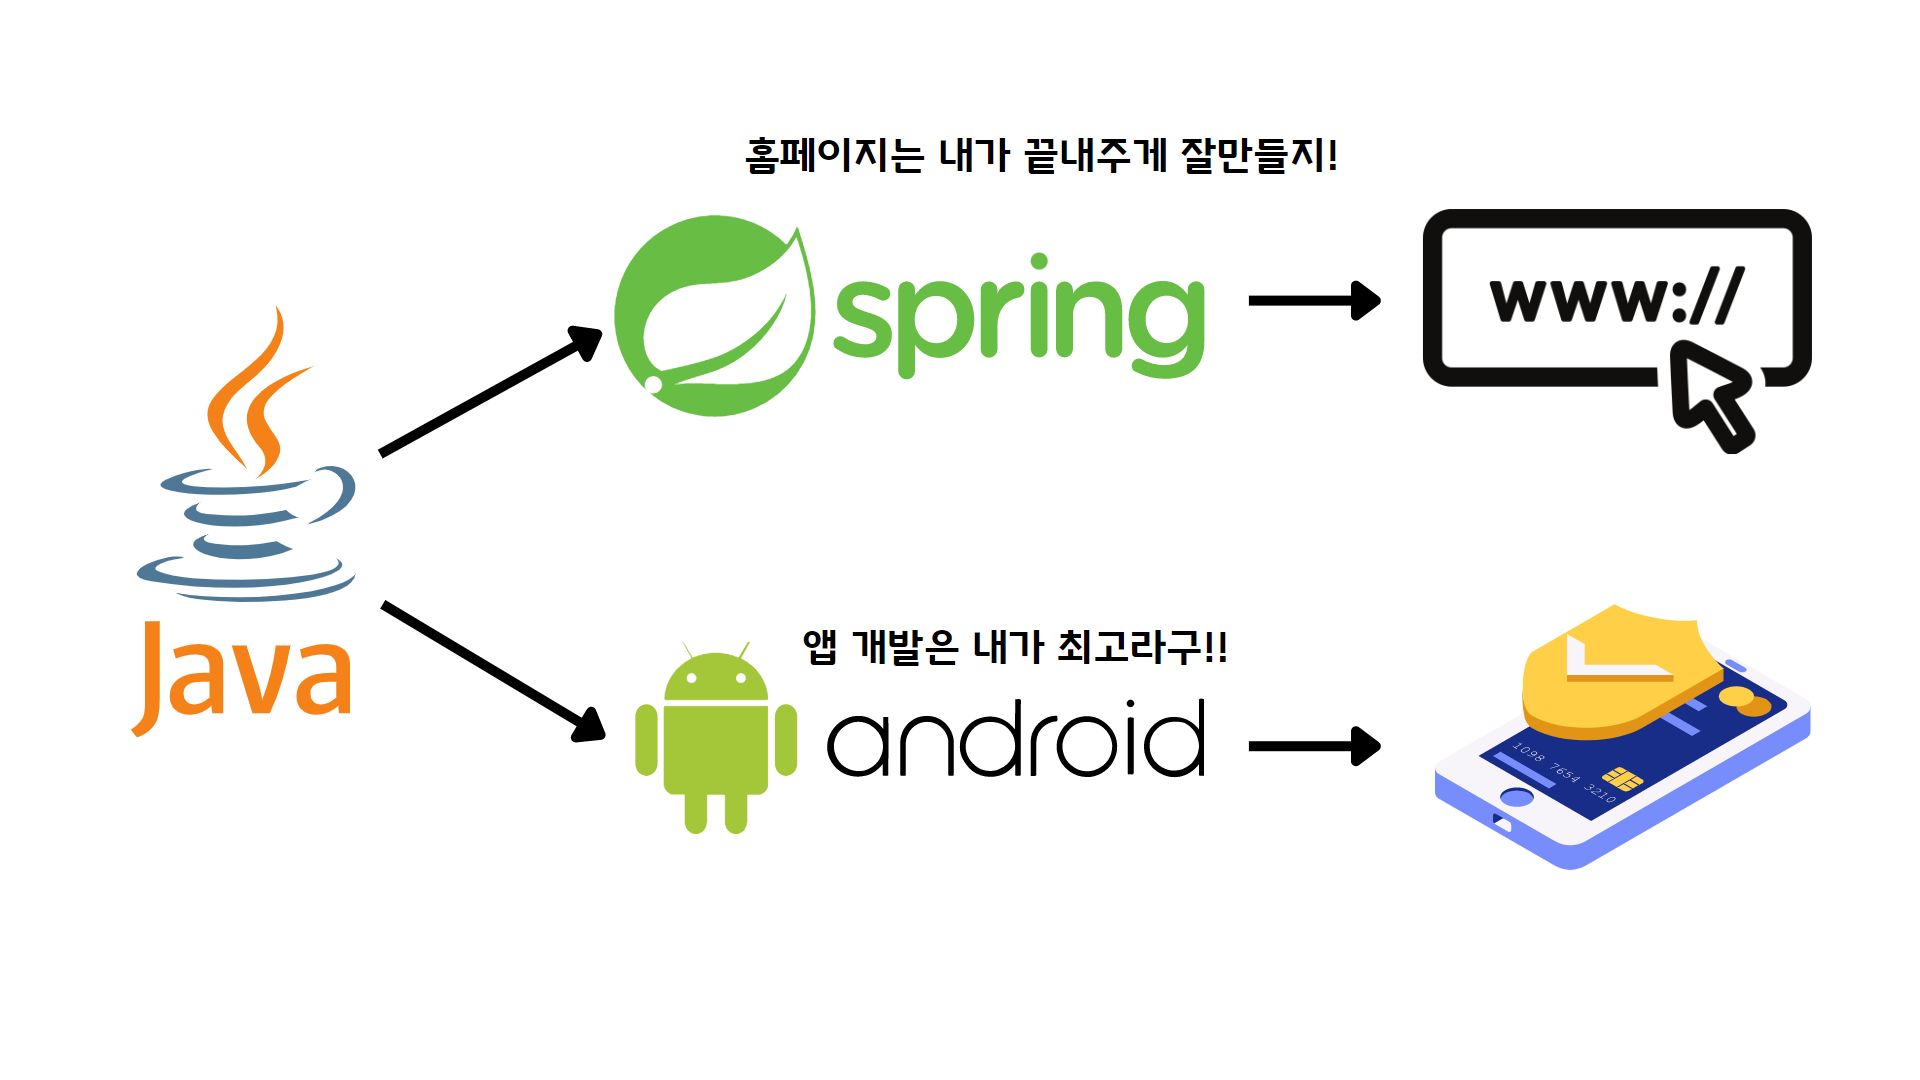 홈페이지는 내가 끝내주게 잘만들지!
spring
www://
Java
앱 개발은 내가 최고라구!!
android
1098 7654 3210